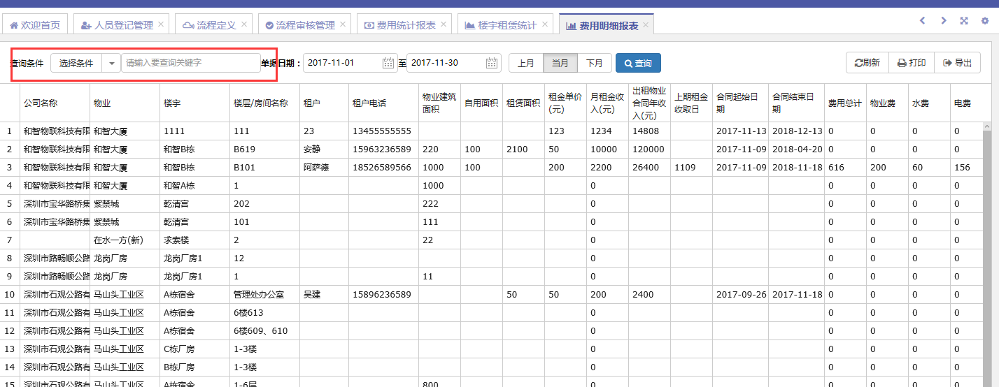 欢迎首页 人员登记管理 流程定义 流程审核管理 费用统计报表 楼宇租赁统计 费用明细报表
查询条件 选择条件 请输入要查询关键字 单据日期： 2017-11-01 至 2017-11-30 上月 当月 下月 查询 刷新 打印 导出
公司名称 物业 楼宇 楼层/房间名称 租户 租户电话 物业建筑面积 自用面积 租赁面积 租金单价(元) 月租金收入(元) 出租物业合同年收入(元) 上期租金收取日 合同起始日期 合同结束日期 费用总计 物业费 水费 电费
1 和智物联科技有限 和智大厦 1111 111 23 13455555555 123 1234 14808 2017-11-13 2018-12-13 0 0 0 0
2 和智物联科技有限 和智大厦 和智B栋 B619 安静 15963236589 220 100 2100 50 10000 120000 2017-11-09 2018-04-20 0 0 0 0
3 和智物联科技有限 和智大厦 和智B栋 B101 阿萨德 18526589566 1000 100 200 2200 26400 1109 2017-11-09 2018-11-18 616 200 60 156
4 和智物联科技有限 和智大厦 和智A栋 1 1000 0 0 0 0 0
5 深圳市宝华路桥集 紫禁城 乾清宫 202 222 0 0 0 0 0
6 深圳市宝华路桥集 紫禁城 乾清宫 101 111 0 0 0 0 0
7 在水一方(新) 求索楼 2 22 0 0 0 0 0
8 深圳市路畅顺公路 龙岗厂房 龙岗厂房1 12 0 0 0 0 0
9 深圳市路畅顺公路 龙岗厂房 龙岗厂房1 1 11 0 0 0 0 0
10 深圳市石观公路有 马山头工业区 A栋宿舍 管理处办公室 吴建 15896236589 50 50 200 2400 2017-09-26 2017-11-18 0 0 0 0
11 深圳市石观公路有 马山头工业区 A栋宿舍 6楼613 0 0 0 0 0
12 深圳市石观公路有 马山头工业区 A栋宿舍 6楼609、610 0 0 0 0 0
13 深圳市石观公路有 马山头工业区 C栋厂房 1-3楼 0 0 0 0 0
14 深圳市石观公路有 马山头工业区 B栋厂房 1-3楼 0 0 0 0 0
15 深圳市石观公路有 马山头工业区 A栋宿舍 1-6层 800 0 0 0 0 0